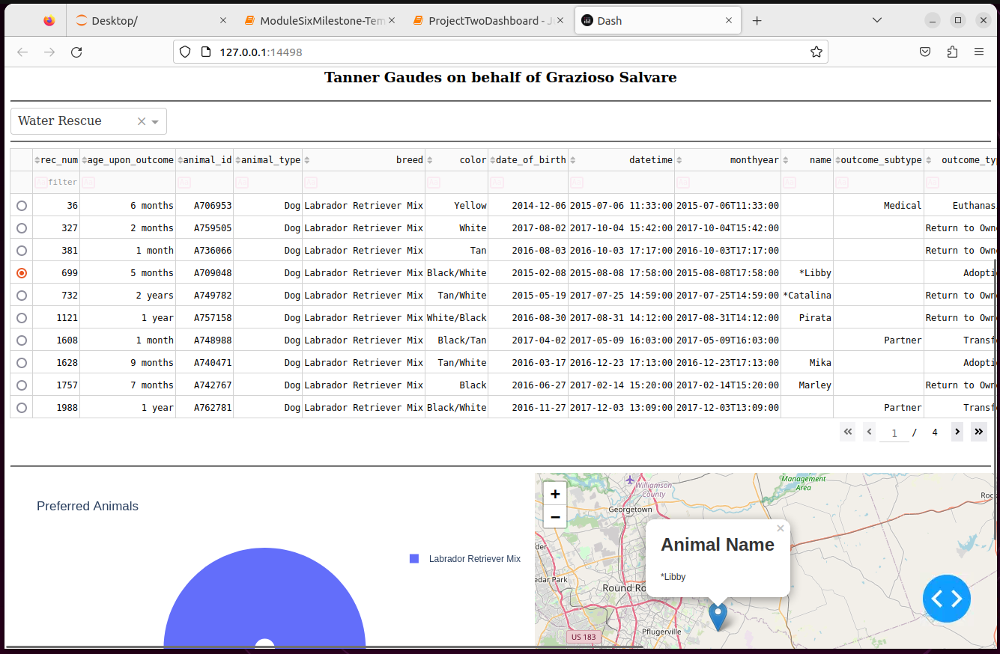 Desktop/
ModuleSixMilestone-Tem
ProjectTwoDashboard - J
Dash
127.0.0.1:14498
Tanner Gaudes on behalf of Grazioso Salvare
Water Rescue
rec_num age_upon_outcome animal_id animal_type breed color date_of_birth datetime monthyear name outcome_subtype outcome_typ
Aa filter Aa Aa Aa Aa Aa Aa Aa Aa Aa Aa Aa
36 6 months A706953 Dog Labrador Retriever Mix Yellow 2014-12-06 2015-07-06 11:33:00 2015-07-06T11:33:00 Medical Euthanas
327 2 months A759505 Dog Labrador Retriever Mix White 2017-08-02 2017-10-04 15:42:00 2017-10-04T15:42:00 Return to Own
381 1 month A736066 Dog Labrador Retriever Mix Tan 2016-08-03 2016-10-03 17:17:00 2016-10-03T17:17:00 Return to Own
699 5 months A709048 Dog Labrador Retriever Mix Black/White 2015-02-08 2015-08-08 17:58:00 2015-08-08T17:58:00 *Libby Adopti
732 2 years A749782 Dog Labrador Retriever Mix Tan/White 2015-05-19 2017-07-25 14:59:00 2017-07-25T14:59:00 *Catalina Return to Own
1121 1 year A757158 Dog Labrador Retriever Mix White/Black 2016-08-30 2017-08-31 14:12:00 2017-08-31T14:12:00 Pirata Return to Own
1608 1 month A748988 Dog Labrador Retriever Mix Black/Tan 2017-04-02 2017-05-09 16:03:00 2017-05-09T16:03:00 Partner Transf
1628 9 months A740471 Dog Labrador Retriever Mix Tan/White 2016-03-17 2016-12-23 17:13:00 2016-12-23T17:13:00 Mika Adopti
1757 7 months A742767 Dog Labrador Retriever Mix Black 2016-06-27 2017-02-14 15:20:00 2017-02-14T15:20:00 Marley Return to Own
1988 1 year A762781 Dog Labrador Retriever Mix Black/White 2016-11-27 2017-12-03 13:09:00 2017-12-03T13:09:00 Partner Transf
1 / 4
Preferred Animals
Labrador Retriever Mix
+
−
Williamson
County
Management
Area
Georgetown
Roc
der
Animal Name
*Libby
edar Park
Round Ro
Pflugerville
US 183